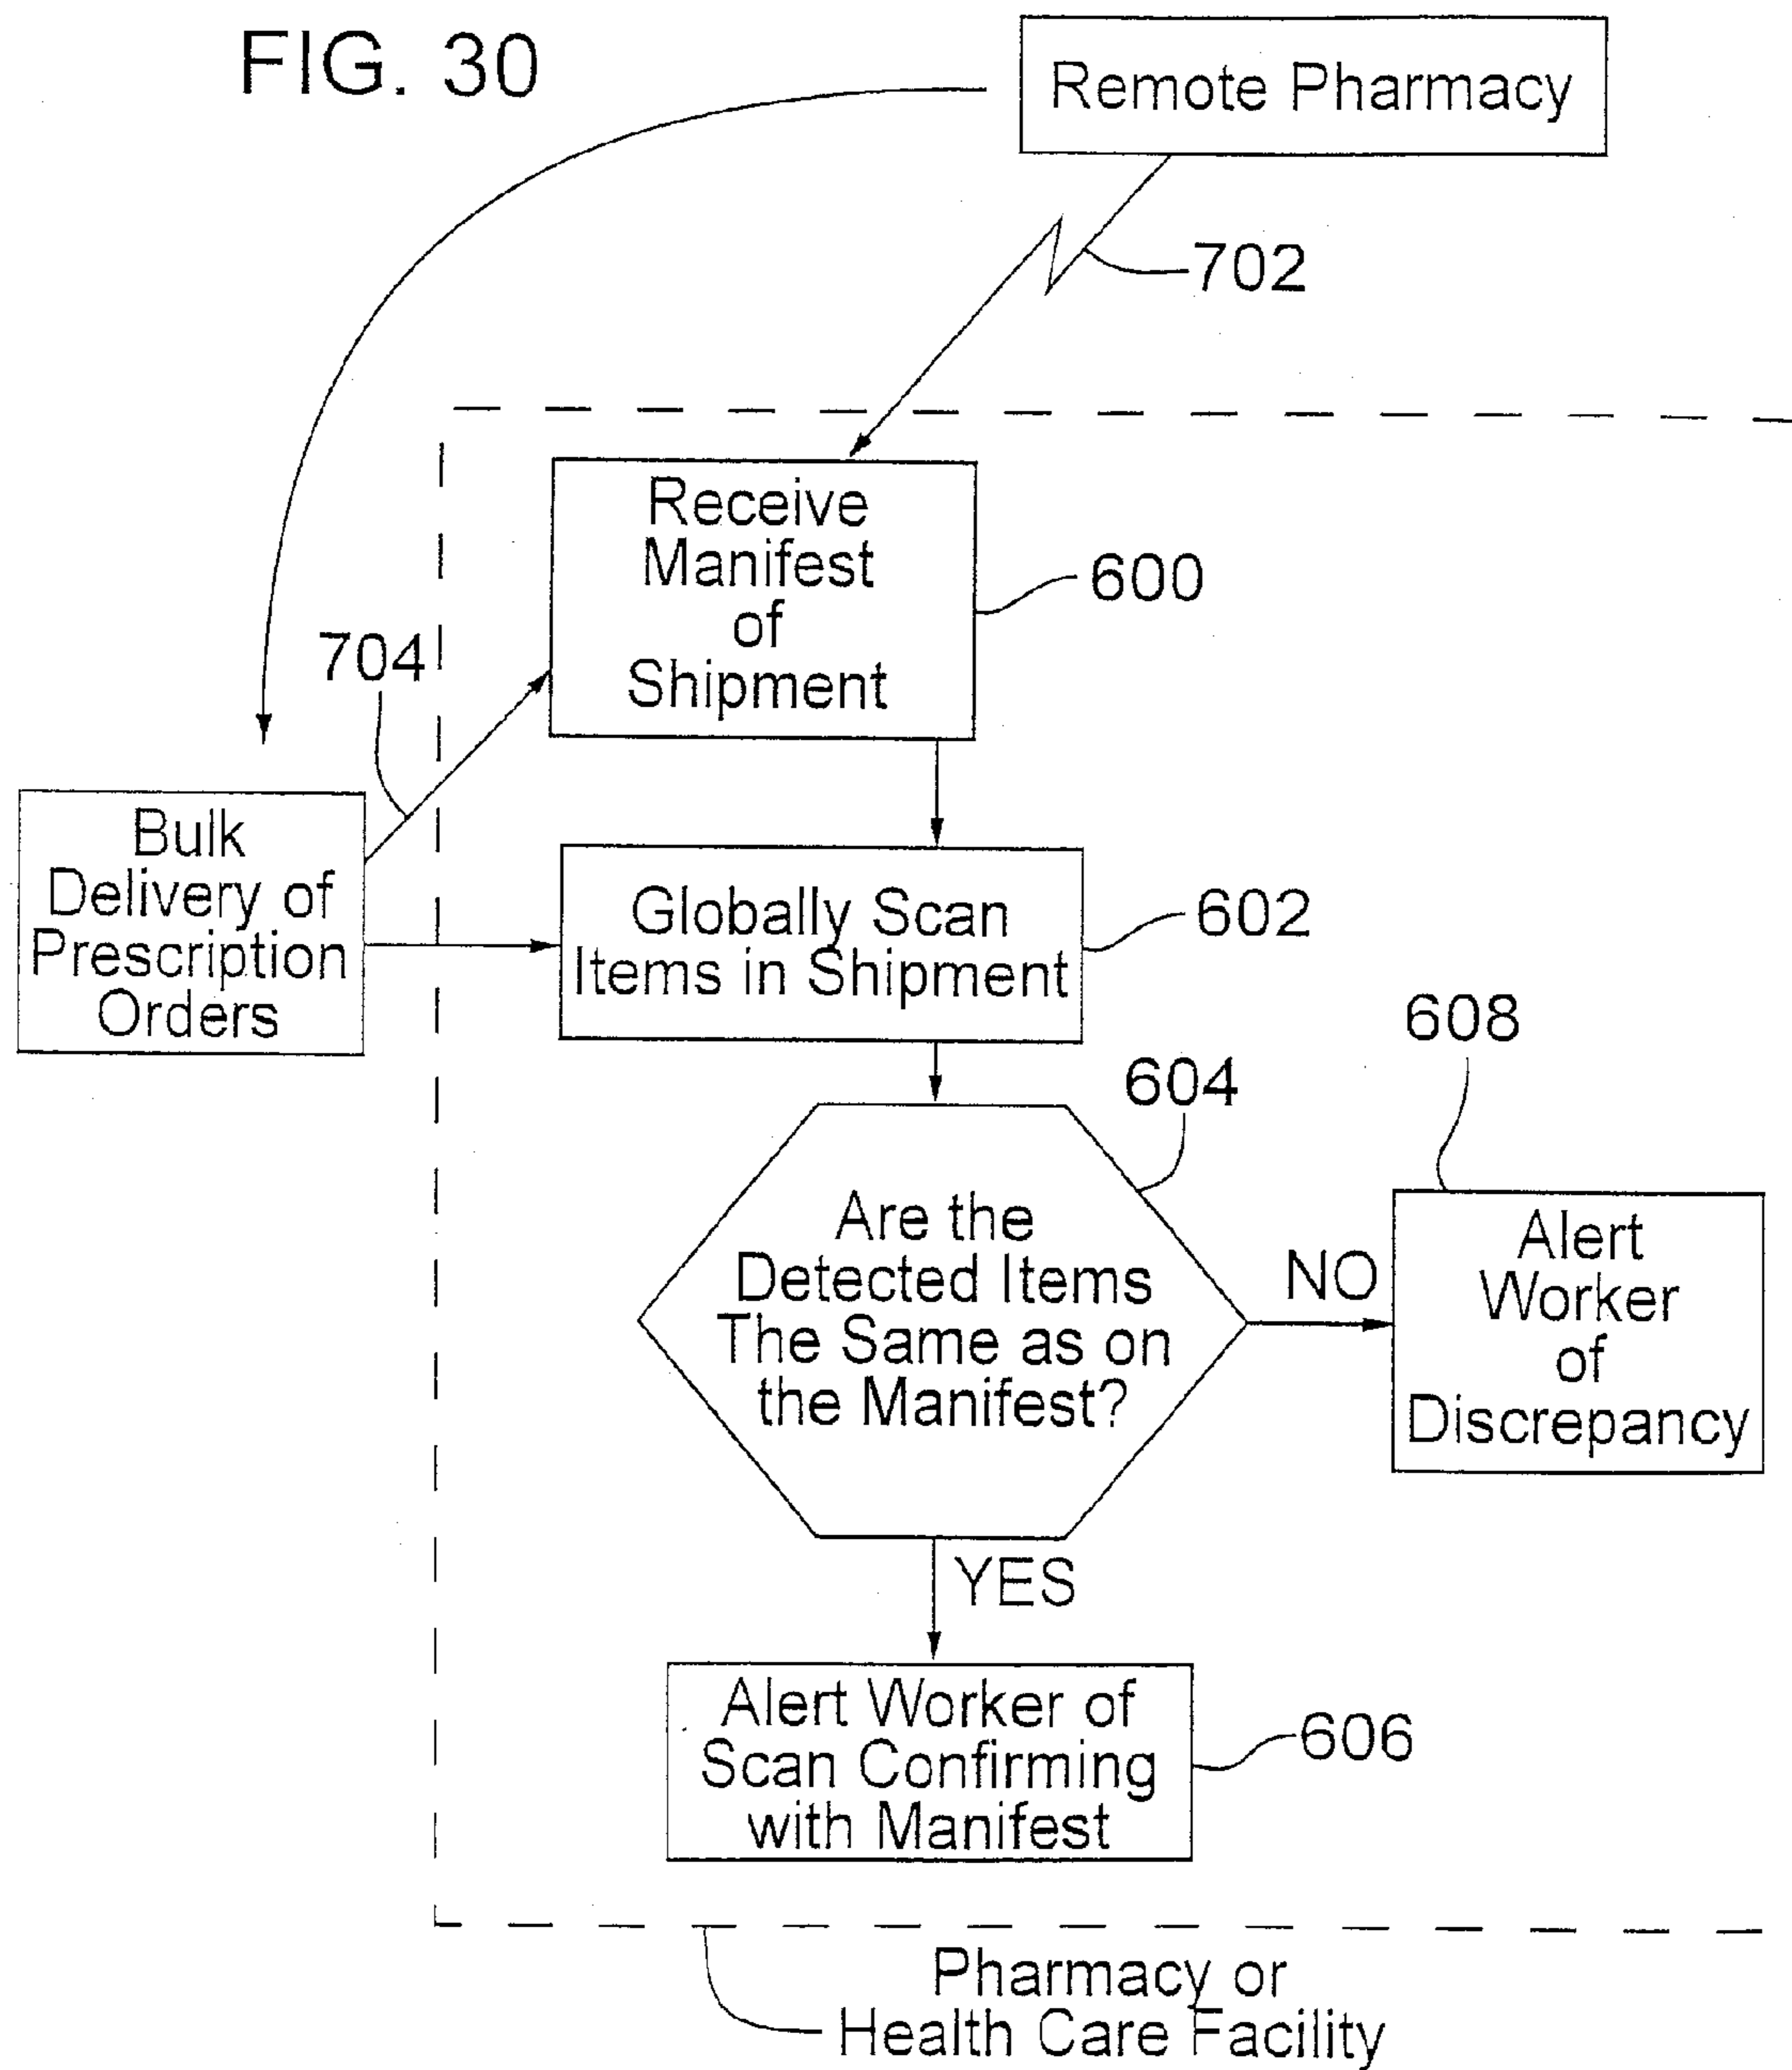 FIG. 30
Remote Pharmacy
702
Receive
Manifest
of
Shipment
600
704
Bulk
Delivery of
Prescription
Orders
Globally Scan
Items in Shipment
602
604
608
Are the
Detected Items
The Same as on
the Manifest?
NO
Alert
Worker
of
Discrepancy
YES
Alert Worker of
Scan Confirming
with Manifest
606
Pharmacy or
Health Care Facility